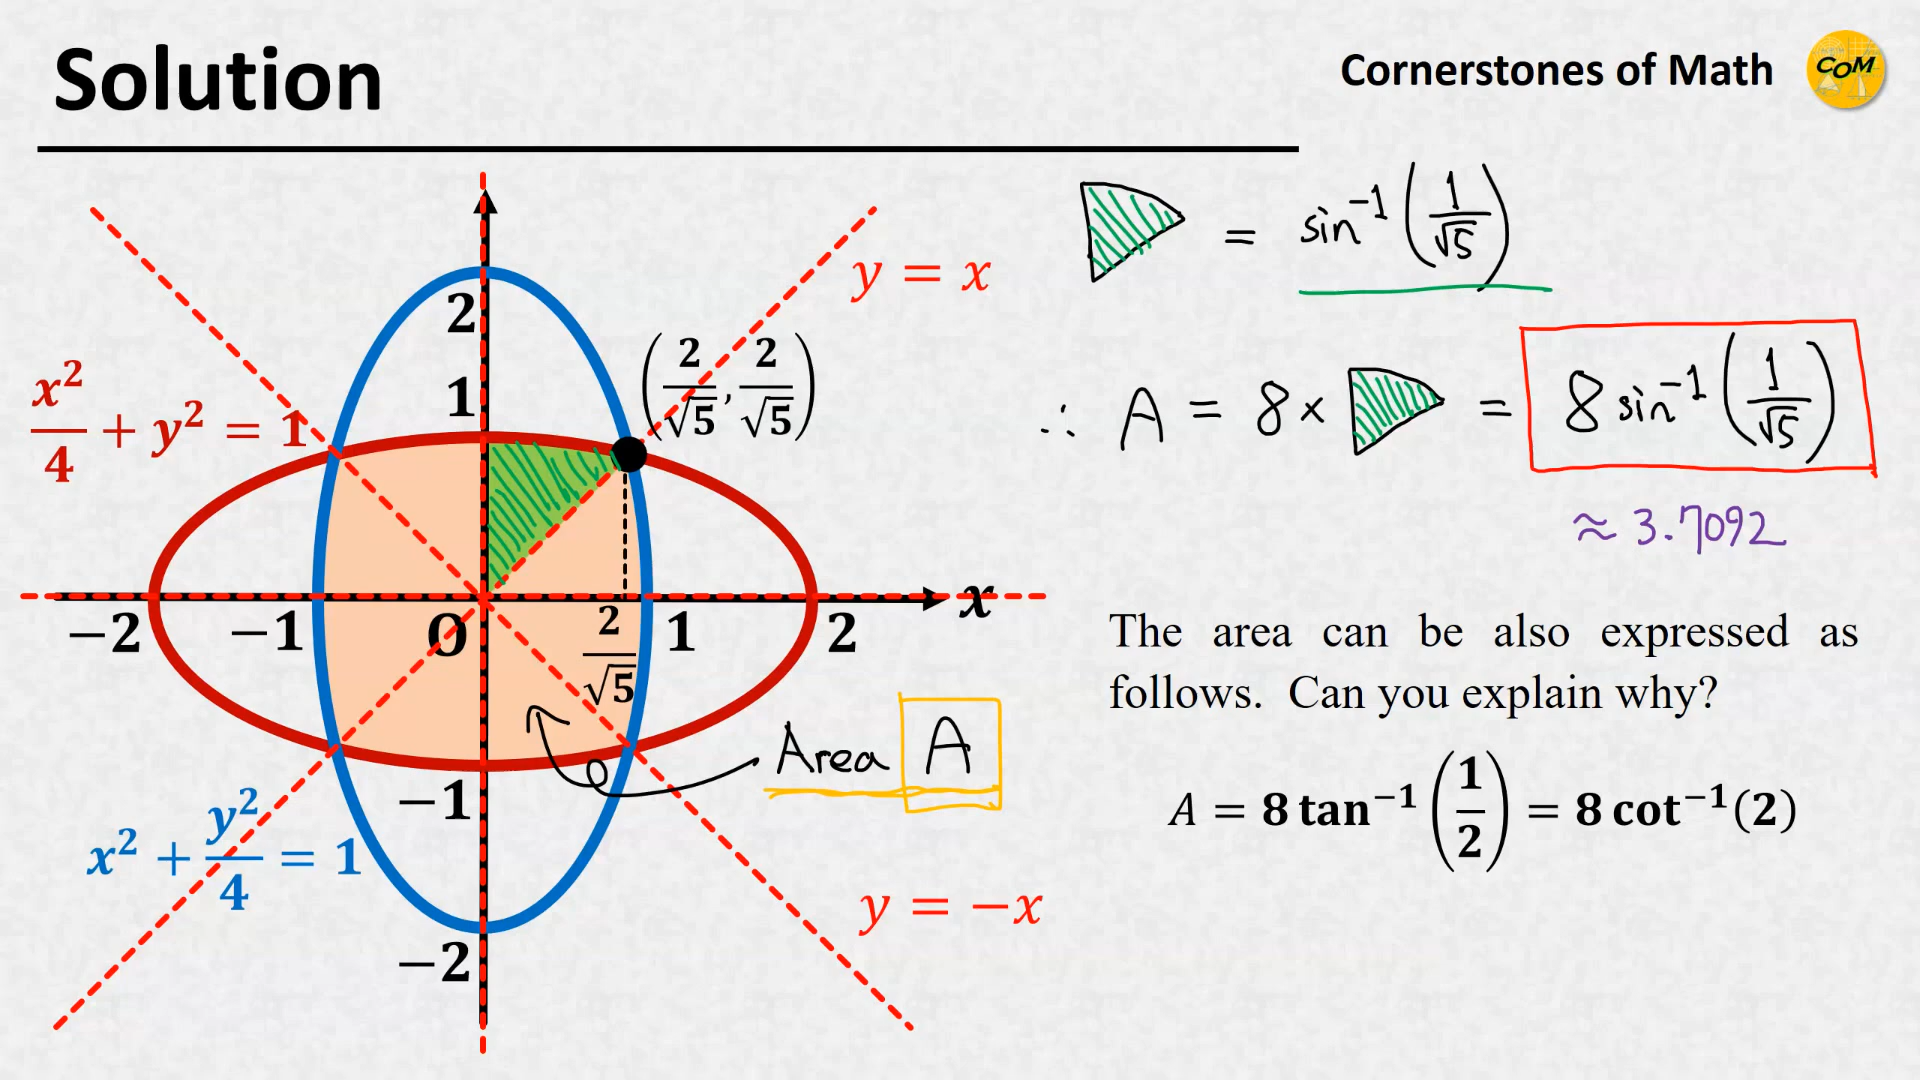 Solution
Cornerstones of Math
COM
= sin⁻¹(1/√5)
y = x
2
(2/√5, 2/√5)
x²/4 + y² = 1
1
∴ A = 8 × = 8 sin⁻¹(1/√5)
≈ 3.7092
−2 −1 O 2/√5 1 2 x
The area can be also expressed as
follows. Can you explain why?
Area A
−1
x² + y²/4 = 1
A = 8 tan⁻¹(1/2) = 8 cot⁻¹(2)
y = −x
−2